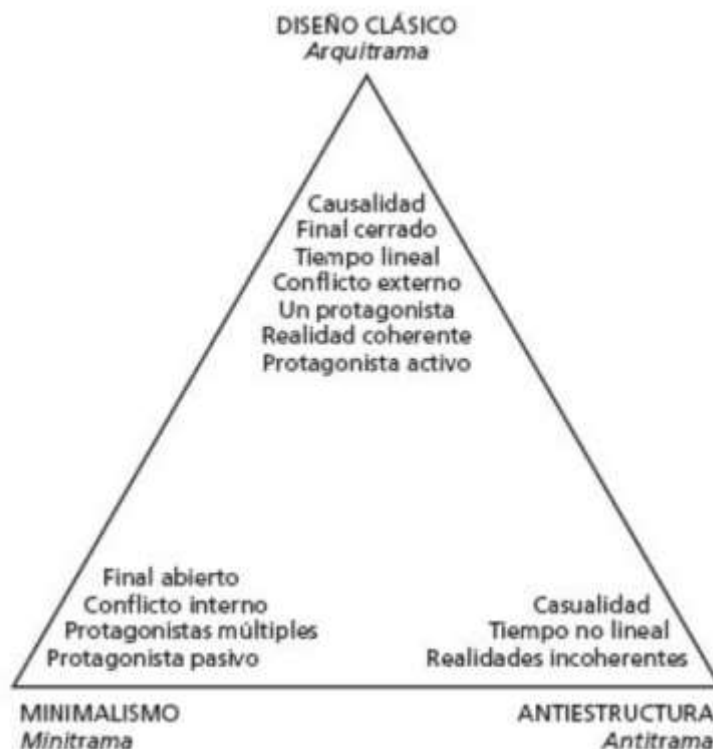 DISEÑO CLÁSICO
Arquitrama
Causalidad
Final cerrado
Tiempo lineal
Conflicto externo
Un protagonista
Realidad coherente
Protagonista activo
Final abierto
Conflicto interno
Protagonistas múltiples
Protagonista pasivo
Casualidad
Tiempo no lineal
Realidades incoherentes
MINIMALISMO
Minitrama
ANTIESTRUCTURA
Antitrama